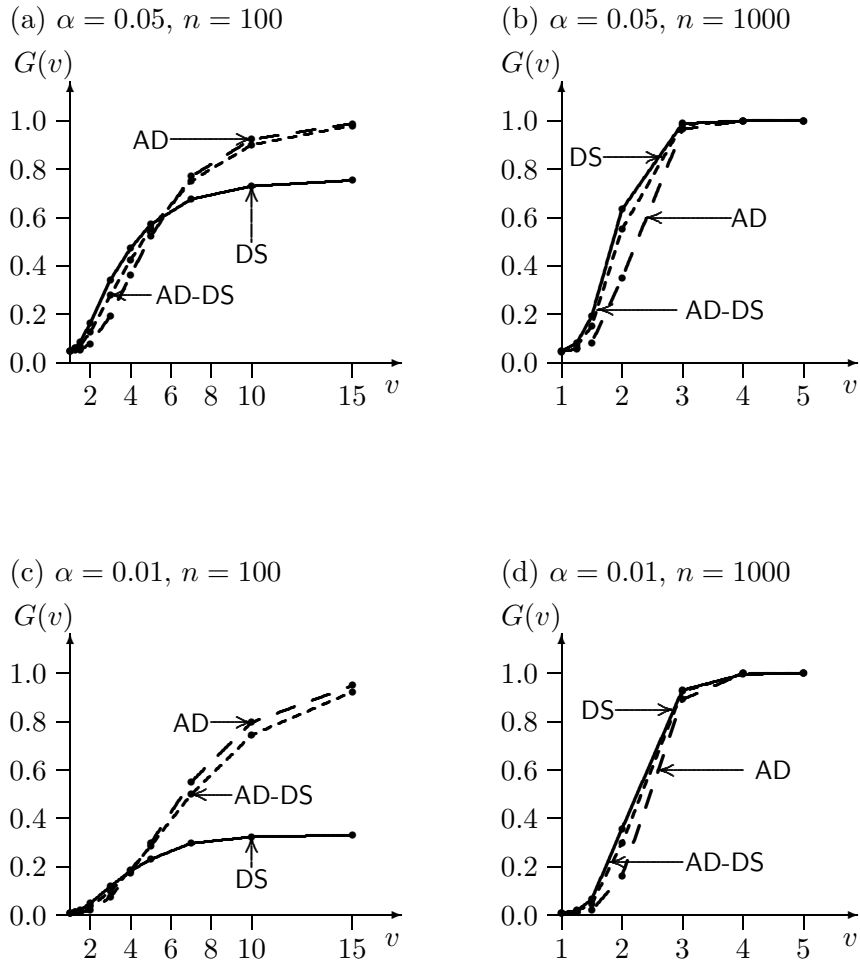 (a) α = 0.05, n = 100
G(v)
1.0
0.8
0.6
0.4
0.2
0.0
AD
DS
AD-DS
2 4 6 8 10 15 v
(b) α = 0.05, n = 1000
G(v)
1.0
0.8
0.6
0.4
0.2
0.0
DS
AD
AD-DS
1 2 3 4 5 v
(c) α = 0.01, n = 100
G(v)
1.0
0.8
0.6
0.4
0.2
0.0
AD
AD-DS
DS
2 4 6 8 10 15 v
(d) α = 0.01, n = 1000
G(v)
1.0
0.8
0.6
0.4
0.2
0.0
DS
AD
AD-DS
1 2 3 4 5 v